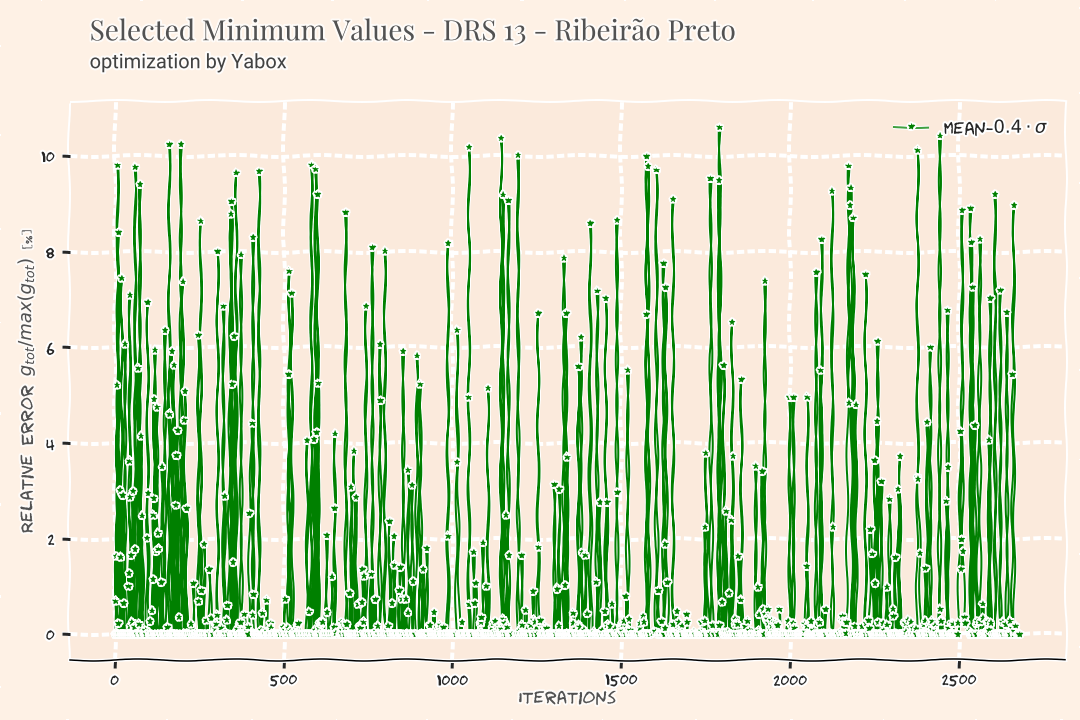 Selected Minimum Values - DRS 13 - Ribeirão Preto
optimization by Yabox
MEAN-0.4 · σ
10
8
6
4
2
0
RELATIVE ERROR g_tot/max(g_tot) [%]
0 500 1000 1500 2000 2500
ITERATIONS